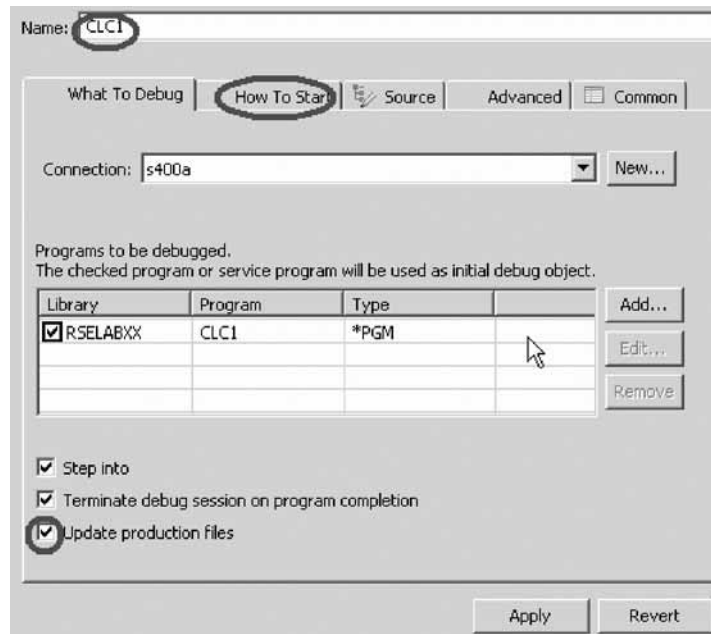 Name: CLC1
What To Debug How To Start Source Advanced Common
Connection: s400a New...
Programs to be debugged.
The checked program or service program will be used as initial debug object.
Library Program Type Add...
RSELABXX CLC1 *PGM
Edit...
Remove
Step into
Terminate debug session on program completion
Update production files
Apply Revert